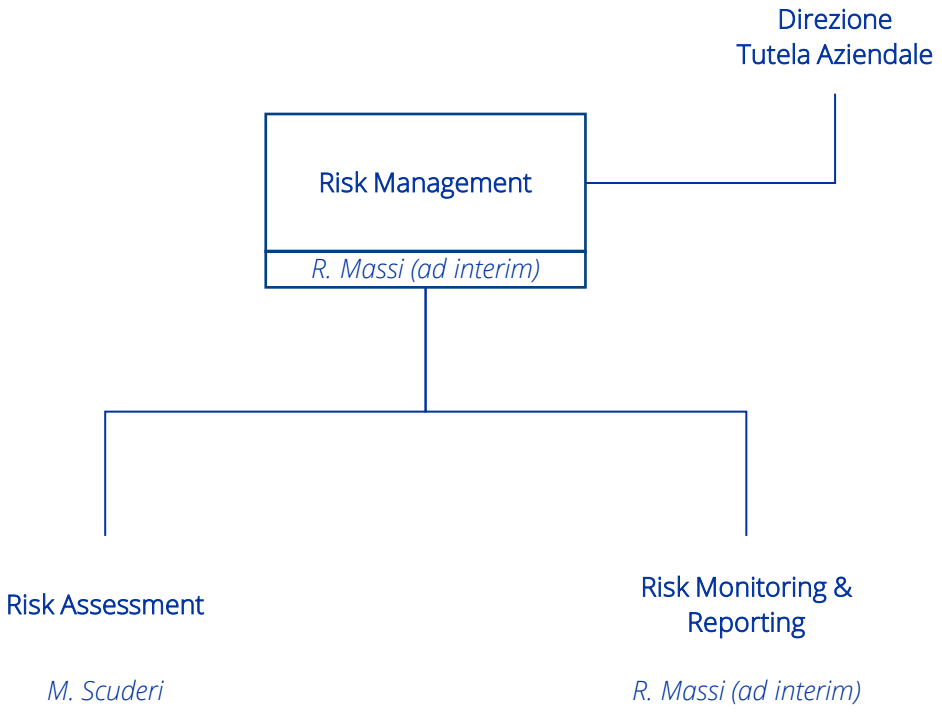 Direzione
Tutela Aziendale
Risk Management
R. Massi (ad interim)
Risk Assessment
M. Scuderi
Risk Monitoring &
Reporting
R. Massi (ad interim)